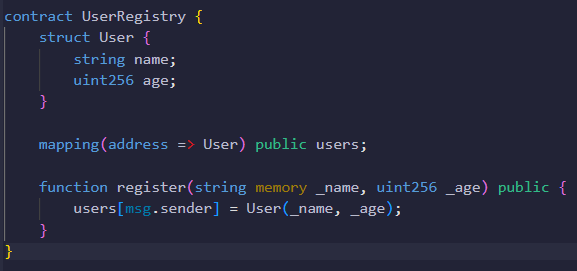 contract UserRegistry {
    struct User {
        string name;
        uint256 age;
    }

    mapping(address => User) public users;

    function register(string memory _name, uint256 _age) public {
        users[msg.sender] = User(_name, _age);
    }
}